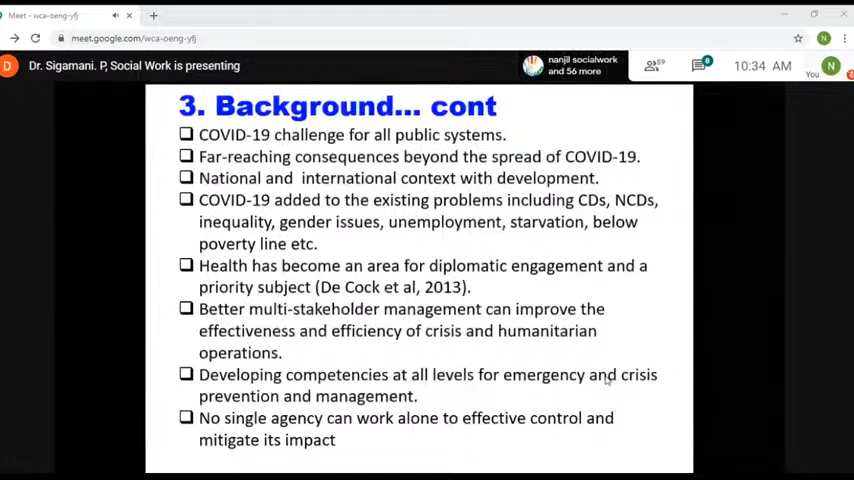 Meet - wca-oeng-yfj
meet.google.com/wca-oeng-yfj
N
D
Dr. Sigamani. P, Social Work is presenting
nanjil socialwork
and 56 more
59
8
10:34 AM
You
N
3. Background... cont
COVID-19 challenge for all public systems.
Far-reaching consequences beyond the spread of COVID-19.
National and international context with development.
COVID-19 added to the existing problems including CDs, NCDs,
inequality, gender issues, unemployment, starvation, below
poverty line etc.
Health has become an area for diplomatic engagement and a
priority subject (De Cock et al, 2013).
Better multi-stakeholder management can improve the
effectiveness and efficiency of crisis and humanitarian
operations.
Developing competencies at all levels for emergency and crisis
prevention and management.
No single agency can work alone to effective control and
mitigate its impact